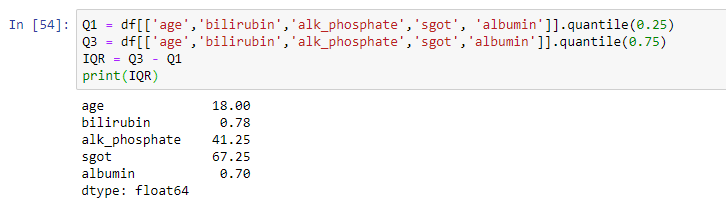 In [54]: Q1 = df[['age','bilirubin','alk_phosphate','sgot', 'albumin']].quantile(0.25)
Q3 = df[['age','bilirubin','alk_phosphate','sgot','albumin']].quantile(0.75)
IQR = Q3 - Q1
print(IQR)
age 18.00
bilirubin 0.78
alk_phosphate 41.25
sgot 67.25
albumin 0.70
dtype: float64